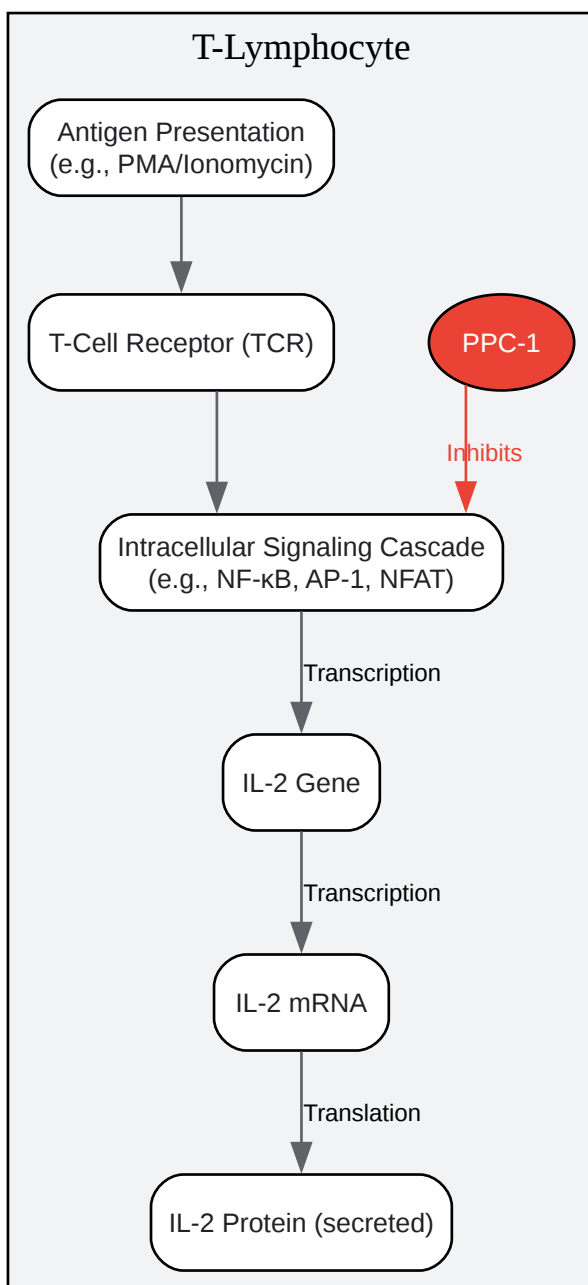 T-Lymphocyte
Antigen Presentation
(e.g., PMA/Ionomycin)
T-Cell Receptor (TCR)
PPC-1
Inhibits
Intracellular Signaling Cascade
(e.g., NF-κB, AP-1, NFAT)
Transcription
IL-2 Gene
Transcription
IL-2 mRNA
Translation
IL-2 Protein (secreted)